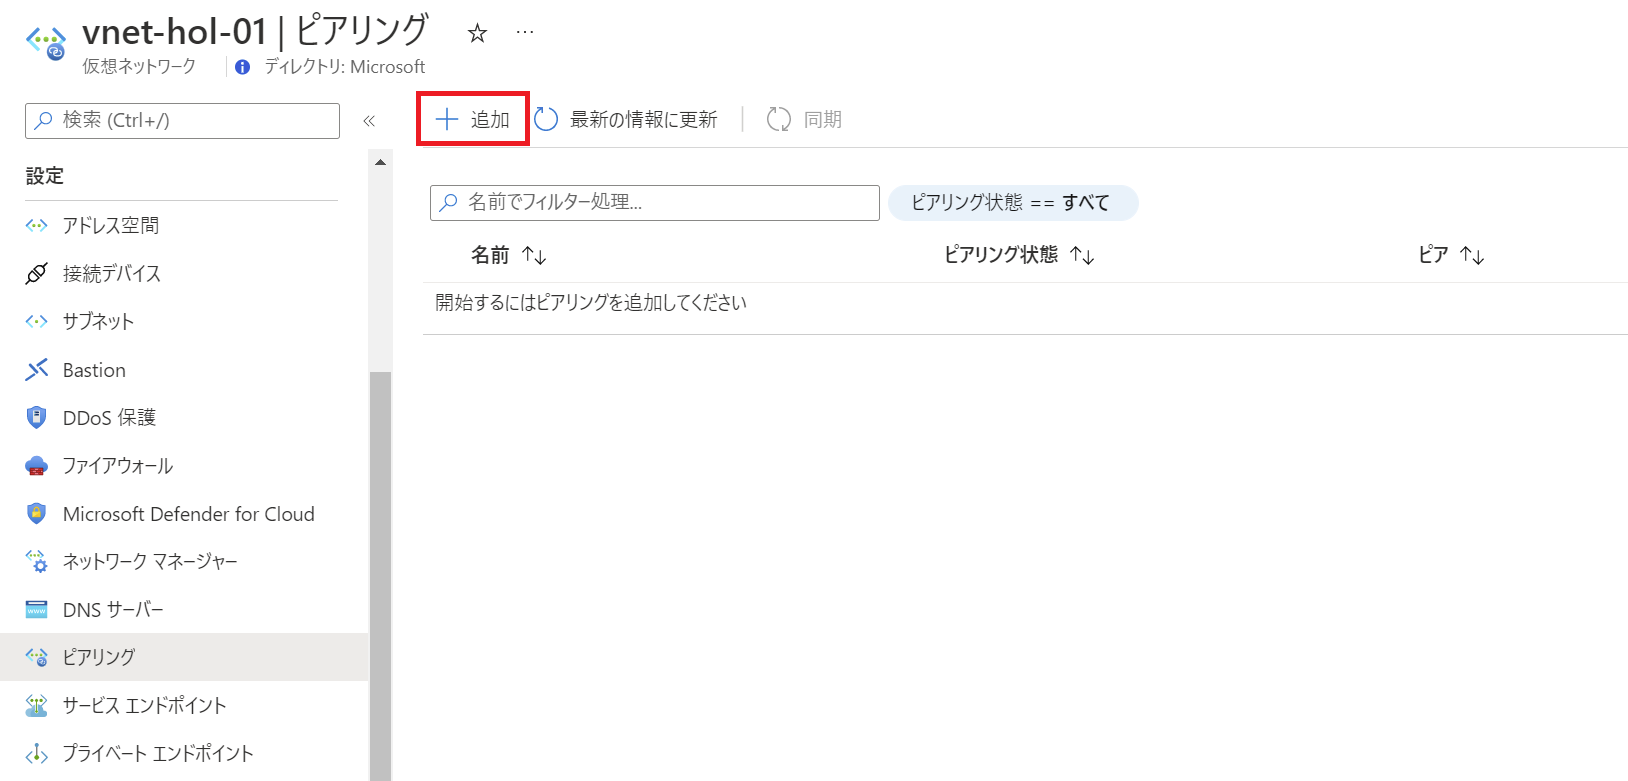 vnet-hol-01 | ピアリング ☆ …
仮想ネットワーク ディレクトリ: Microsoft
検索 (Ctrl+/)
«
追加 最新の情報に更新 同期
設定
アドレス空間
接続デバイス
サブネット
Bastion
DDoS 保護
ファイアウォール
Microsoft Defender for Cloud
ネットワーク マネージャー
DNS サーバー
ピアリング
サービス エンドポイント
プライベート エンドポイント
名前でフィルター処理... ピアリング状態 == すべて
名前 ↑↓ ピアリング状態 ↑↓ ピア ↑↓
開始するにはピアリングを追加してください